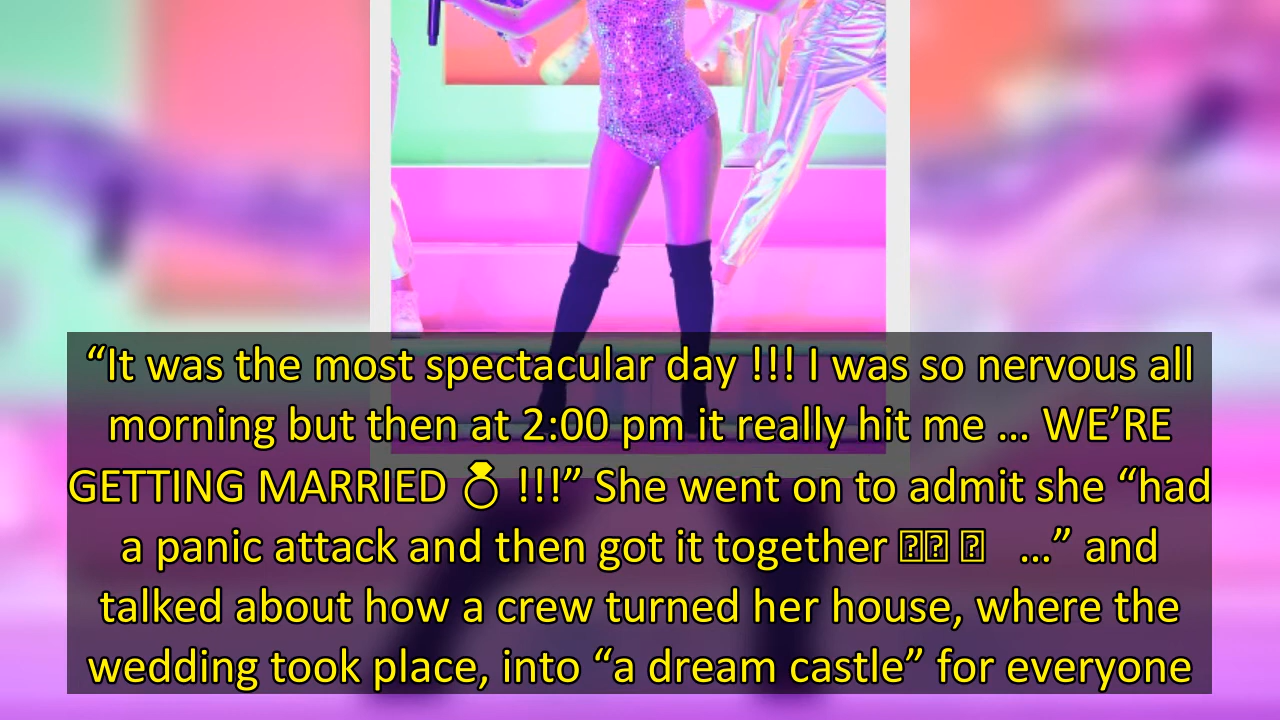 “It was the most spectacular day !!! I was so nervous all
morning but then at 2:00 pm it really hit me ... WE’RE
GETTING MARRIED 💍 !!!” She went on to admit she “had
a panic attack and then got it together ...” and
talked about how a crew turned her house, where the
wedding took place, into “a dream castle” for everyone